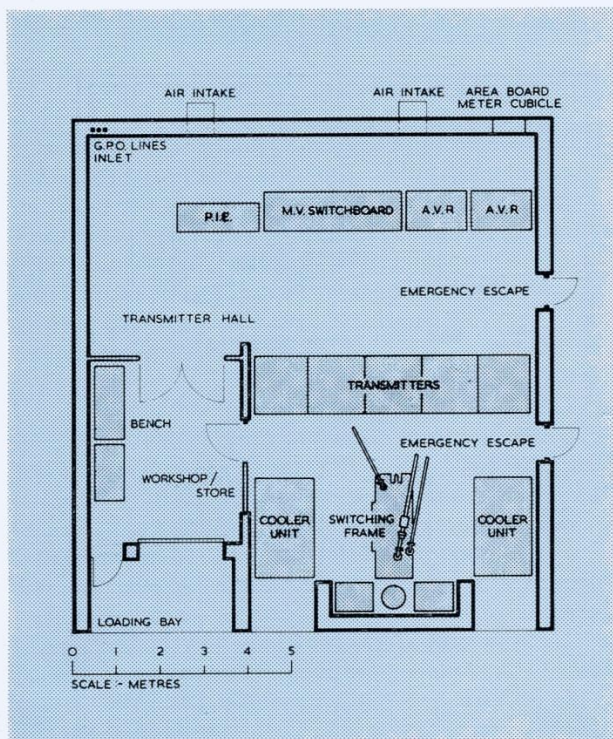 AIR INTAKE
AIR INTAKE
AREA BOARD
METER CUBICLE
G.P.O. LINES
INLET
P.I.E.
M.V. SWITCHBOARD
A.V.R
A.V.R
EMERGENCY ESCAPE
TRANSMITTER HALL
TRANSMITTERS
BENCH
EMERGENCY ESCAPE
WORKSHOP/
STORE
COOLER
UNIT
SWITCHING
FRAME
COOLER
UNIT
LOADING BAY
0 1 2 3 4 5
SCALE :- METRES